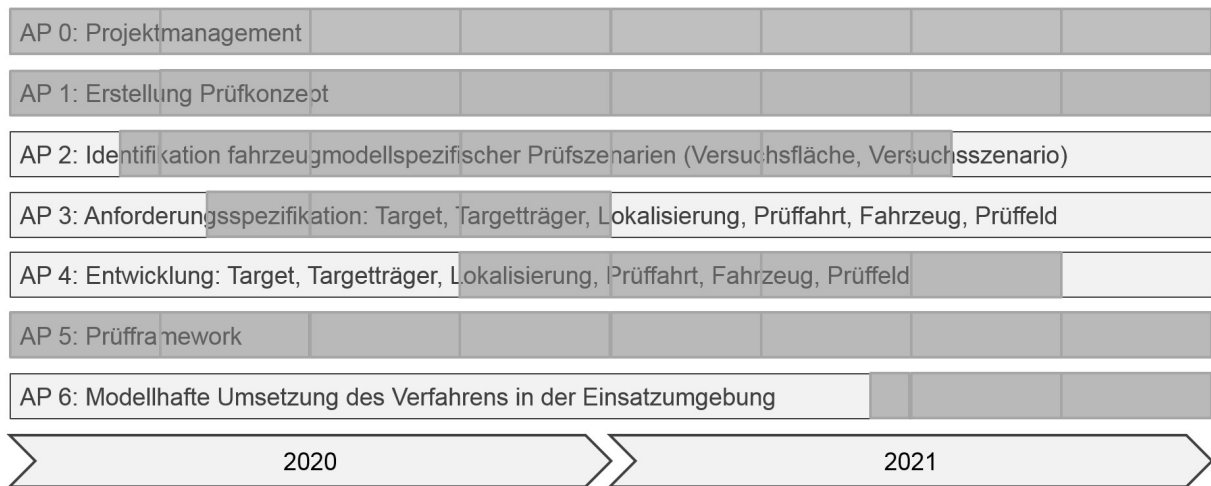 AP 0: Projektmanagement
AP 1: Erstellung Prüfkonzept
AP 2: Identifikation fahrzeugmodellspezifischer Prüfszenarien (Versuchsfläche, Versuchsszenario)
AP 3: Anforderungsspezifikation: Target, Targetträger, Lokalisierung, Prüffahrt, Fahrzeug, Prüffeld
AP 4: Entwicklung: Target, Targetträger, Lokalisierung, Prüffahrt, Fahrzeug, Prüffeld
AP 5: Prüfframework
AP 6: Modellhafte Umsetzung des Verfahrens in der Einsatzumgebung
2020 2021